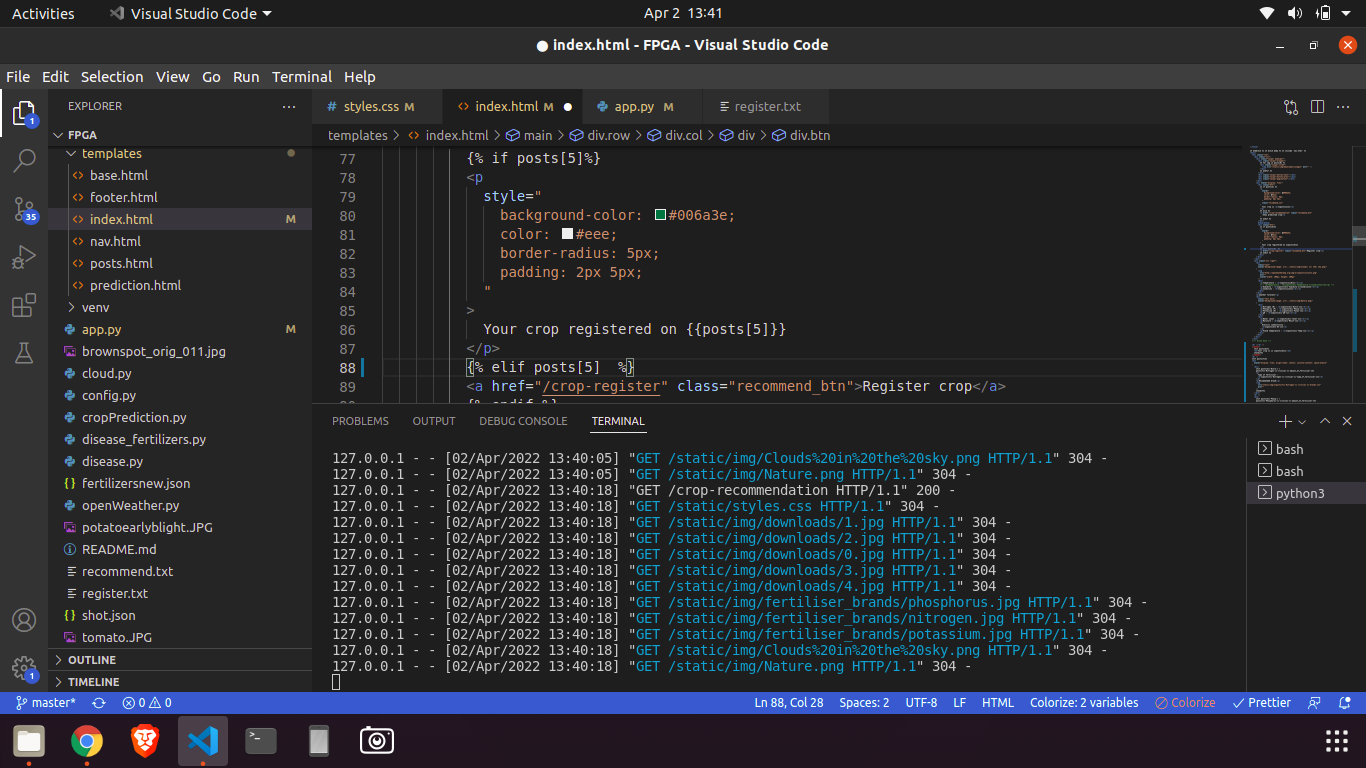 Activities Visual Studio Code Apr 2 13:41
index.html - FPGA - Visual Studio Code
File Edit Selection View Go Run Terminal Help
EXPLORER
styles.css M index.html M app.py M register.txt
FPGA
templates > index.html > main > div.row > div.col > div > div.btn
templates
base.html
footer.html
index.html M
nav.html
posts.html
prediction.html
venv
app.py M
brownspot_orig_011.jpg
cloud.py
config.py
cropPrediction.py
disease_fertilizers.py
disease.py
fertilizersnew.json
openWeather.py
potatoearlyblight.JPG
README.md
recommend.txt
register.txt
shot.json
tomato.JPG
OUTLINE
TIMELINE
1
35
1
77 {% if posts[5]%}
78 <p
79 style="
80 background-color: #006a3e;
81 color: #eee;
82 border-radius: 5px;
83 padding: 2px 5px;
84 "
85 >
86 Your crop registered on {{posts[5]}}
87 </p>
88 {% elif posts[5]  %}
89 <a href="/crop-register" class="recommend_btn">Register crop</a>
90 {% endif %}
PROBLEMS OUTPUT DEBUG CONSOLE TERMINAL
127.0.0.1 - - [02/Apr/2022 13:40:05] "GET /static/img/Clouds%20in%20the%20sky.png HTTP/1.1" 304 -
127.0.0.1 - - [02/Apr/2022 13:40:05] "GET /static/img/Nature.png HTTP/1.1" 304 -
127.0.0.1 - - [02/Apr/2022 13:40:18] "GET /crop-recommendation HTTP/1.1" 200 -
127.0.0.1 - - [02/Apr/2022 13:40:18] "GET /static/styles.css HTTP/1.1" 304 -
127.0.0.1 - - [02/Apr/2022 13:40:18] "GET /static/img/downloads/1.jpg HTTP/1.1" 304 -
127.0.0.1 - - [02/Apr/2022 13:40:18] "GET /static/img/downloads/2.jpg HTTP/1.1" 304 -
127.0.0.1 - - [02/Apr/2022 13:40:18] "GET /static/img/downloads/0.jpg HTTP/1.1" 304 -
127.0.0.1 - - [02/Apr/2022 13:40:18] "GET /static/img/downloads/3.jpg HTTP/1.1" 304 -
127.0.0.1 - - [02/Apr/2022 13:40:18] "GET /static/img/downloads/4.jpg HTTP/1.1" 304 -
127.0.0.1 - - [02/Apr/2022 13:40:18] "GET /static/img/fertiliser_brands/phosphorus.jpg HTTP/1.1" 304 -
127.0.0.1 - - [02/Apr/2022 13:40:18] "GET /static/img/fertiliser_brands/nitrogen.jpg HTTP/1.1" 304 -
127.0.0.1 - - [02/Apr/2022 13:40:18] "GET /static/img/fertiliser_brands/potassium.jpg HTTP/1.1" 304 -
127.0.0.1 - - [02/Apr/2022 13:40:18] "GET /static/img/Clouds%20in%20the%20sky.png HTTP/1.1" 304 -
127.0.0.1 - - [02/Apr/2022 13:40:18] "GET /static/img/Nature.png HTTP/1.1" 304 -
bash
bash
python3
master* 0 0 Ln 88, Col 28 Spaces: 2 UTF-8 LF HTML Colorize: 2 variables Colorize Prettier